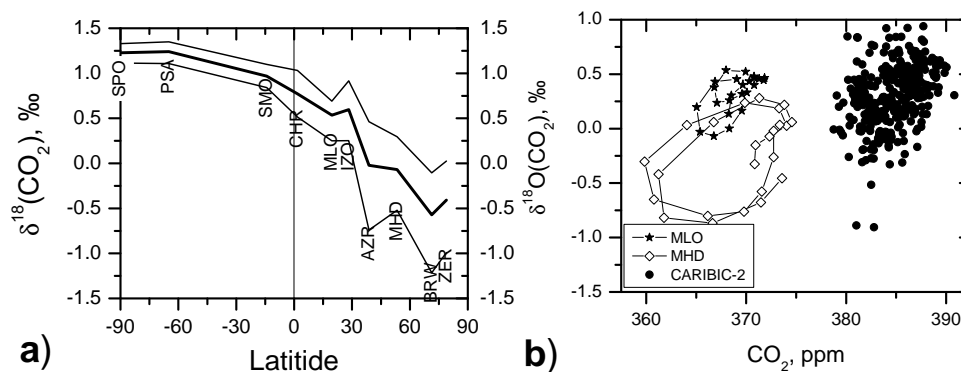 1.5
1.0
0.5
0.0
-0.5
-1.0
-1.5
δ¹⁸(CO₂), ‰
SPO
PSA
SMO
CHR
MLO
IZO
AZR
MHD
BRW
ZER
-90 -60 -30 0 30 60 90
Latitide
a)
1.5
1.0
0.5
0.0
0.5
1.0
1.5
δ¹⁸O(CO₂), ‰
1.0
0.5
0.0
-0.5
1.0
1.5
MLO
MHD
CARIBIC-2
360 370 380 390
CO₂, ppm
b)